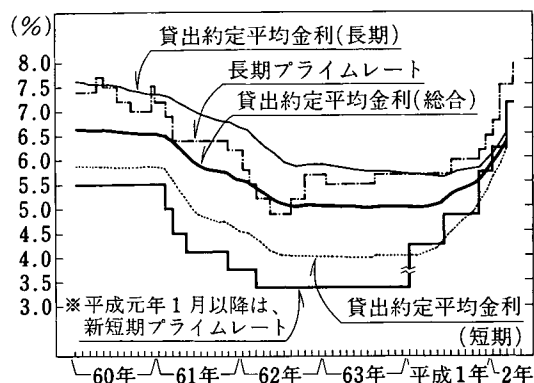 (%)
8.0
7.5
7.0
6.5
6.0
5.5
5.0
4.5
4.0
3.5
3.0
貸出約定平均金利(長期)
長期プライムレート
貸出約定平均金利(総合)
※平成元年1月以降は、
新短期プライムレート
貸出約定平均金利
(短期)
60年 61年 62年 63年 平成1年 2年